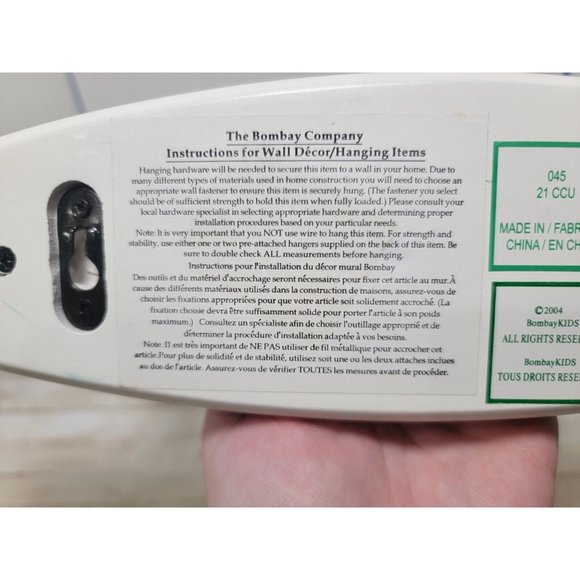 The Bombay Company
Instructions for Wall Décor/Hanging Items
Hanging hardware will be needed to secure this item to a wall in your home. Due to
many different types of materials used in home construction you will need to choose an
appropriate wall fastener to ensure this item is securely hung. (The fastener you select
should be of sufficient strength to hold this item when fully loaded.) Please consult your
local hardware specialist in selecting appropriate hardware and determining proper
installation procedures based on your particular needs.
Note: It is very important that you NOT use wire to hang this item. For strength and
stability, use either one or two pre-attached hangers supplied on the back of this item. Be
sure to double check ALL measurements before hanging.
Instructions pour l'installation du décor mural Bombay
Des outils et du matériel d'accrochage seront nécessaires pour fixer cet article au mur.À
cause des différents matériaux utilisés dans la construction de maisons, assurez-vous de
choisir les fixations appropriées pour que votre article soit solidement accroché. (La
fixation choisie devra être suffisamment solide pour porter l'article à son poids
maximum.) Consultez un spécialiste afin de choisir l'outillage approprié et de
déterminer la procédure d'installation adaptée à vos besoins.
Note: Il est très important de NE PAS utiliser de fil métallique pour accrocher cet
article.Pour plus de solidité et de stabilité, utilisez soit une ou les deux attaches inclues
au dos de l'article. Assurez-vous de vérifier TOUTES les mesures avant de procéder.
045
21 CCU
MADE IN / FABR
CHINA / EN CH
©2004
BombayKIDS
ALL RIGHTS RESER
BombayKIDS
TOUS DROITS RESE